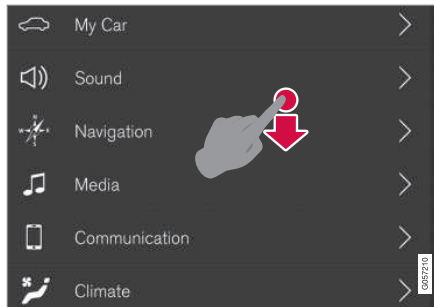 My Car
Sound
Navigation
Media
Communication
Climate
G057210